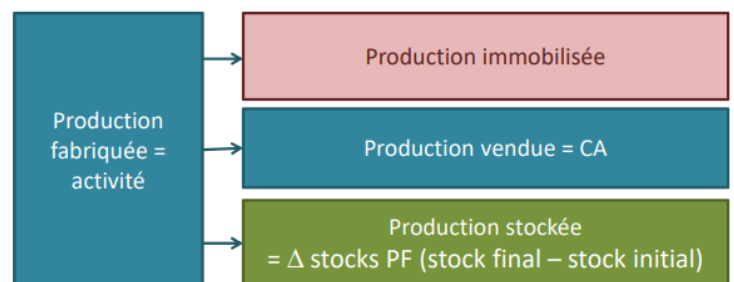 Production
fabriquée =
activité
Production immobilisée
Production vendue = CA
Production stockée
= Δ stocks PF (stock final – stock initial)